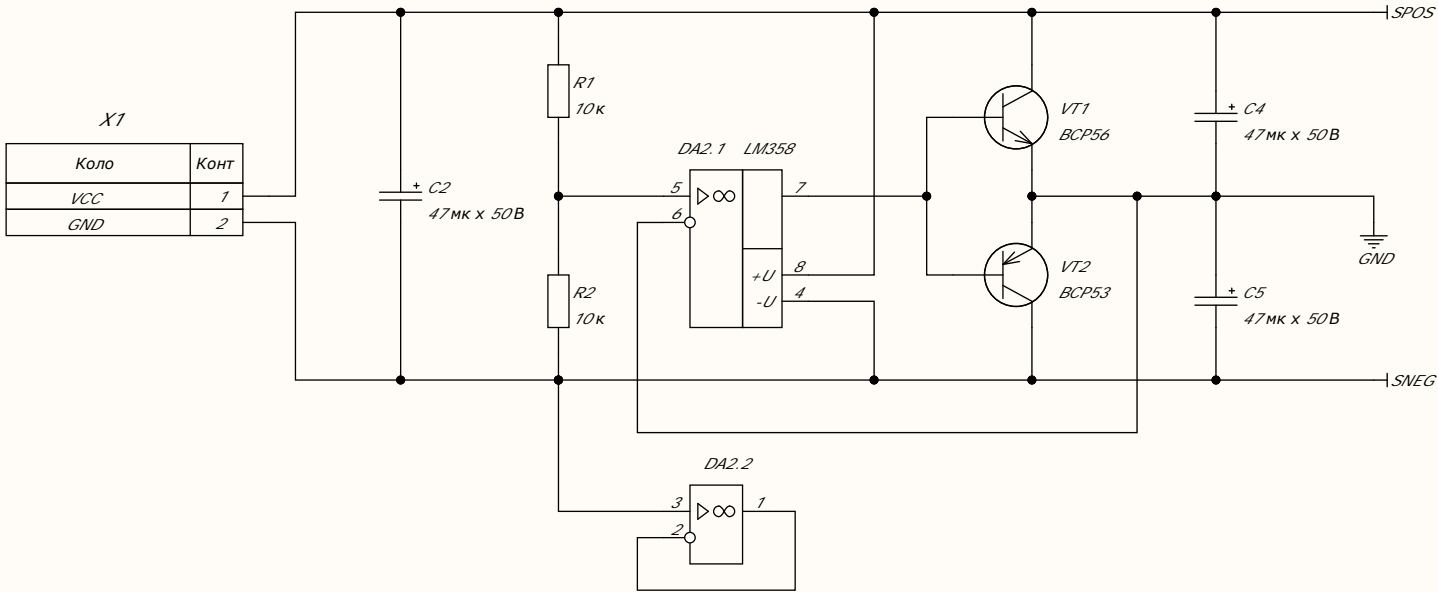 SPOS
R1
10к
X1
Коло Конт
VCC 1
GND 2
+ C2
47мк x 50В
DA2.1 LM358
5 7
6
+U 8
-U 4
R2
10к
VT1
BCP56
VT2
BCP53
+ C4
47мк x 50В
GND
+ C5
47мк x 50В
SNEG
DA2.2
3 1
2